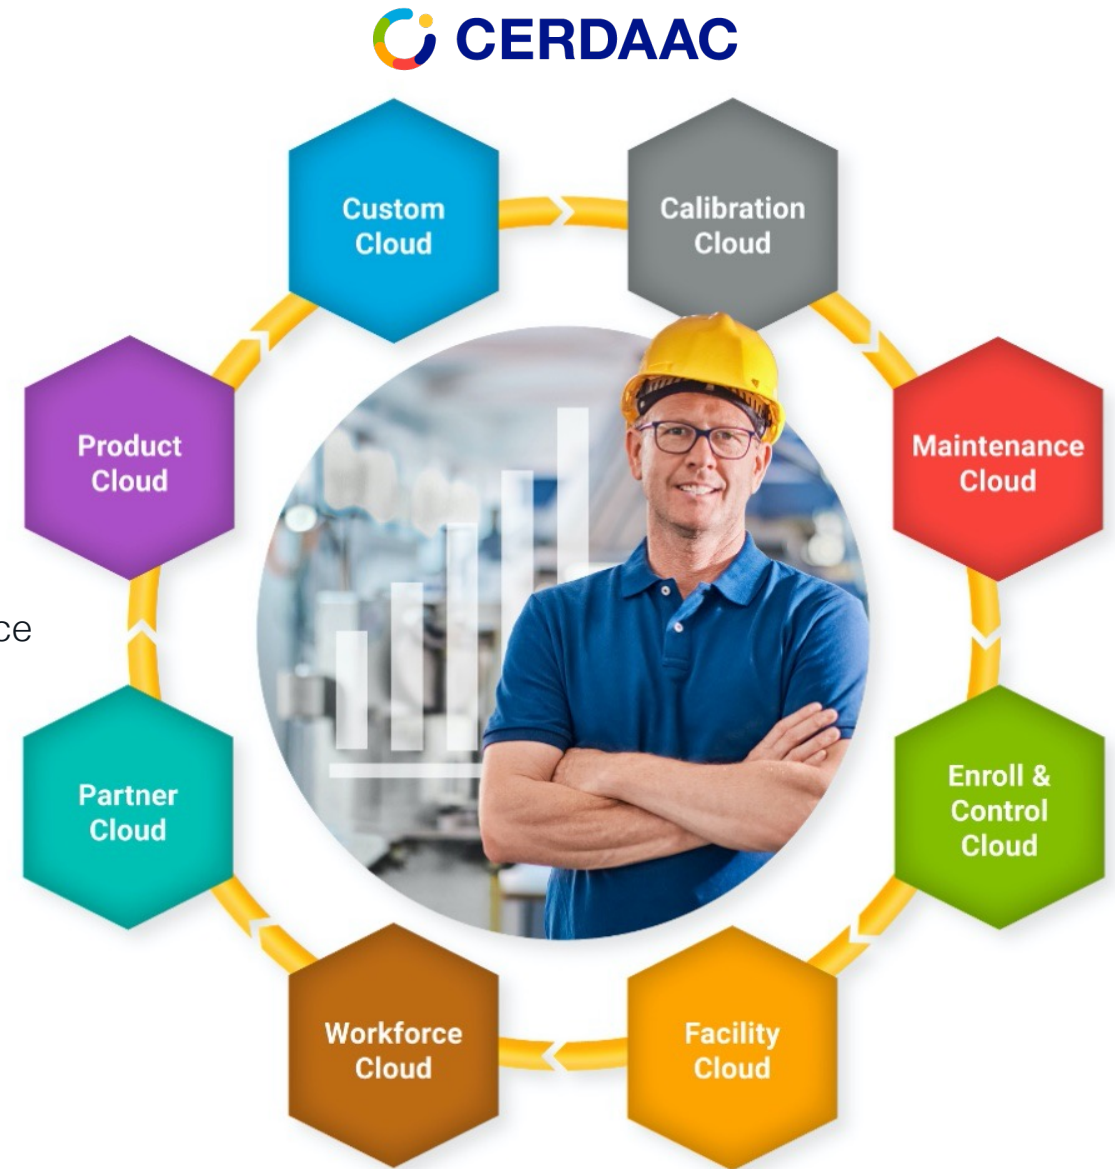 CERDAAC
Custom
Cloud
Calibration
Cloud
Maintenance
Cloud
Enroll &
Control
Cloud
Facility
Cloud
Workforce
Cloud
Partner
Cloud
Product
Cloud